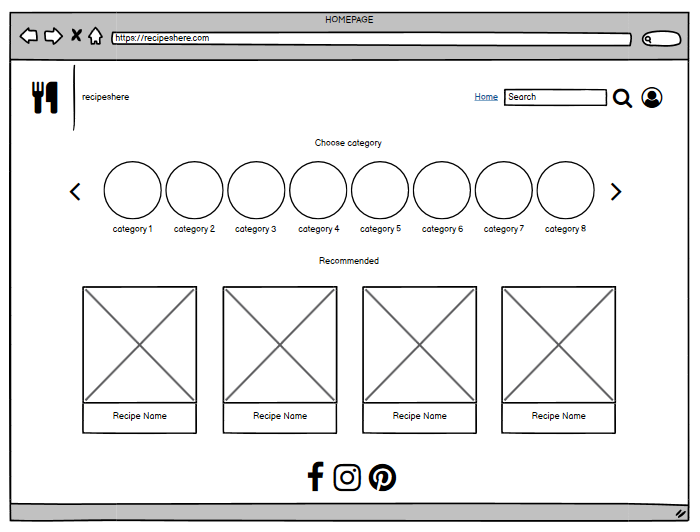 HOMEPAGE
https://recipeshere.com
recipeshere
Home
Search
Choose category
category 1
category 2
category 3
category 4
category 5
category 6
category 7
category 8
Recommended
Recipe Name
Recipe Name
Recipe Name
Recipe Name